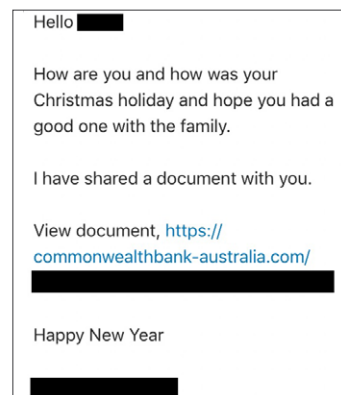 Hello
How are you and how was your
Christmas holiday and hope you had a
good one with the family.
I have shared a document with you.
View document, https://
commonwealthbank-australia.com/
Happy New Year